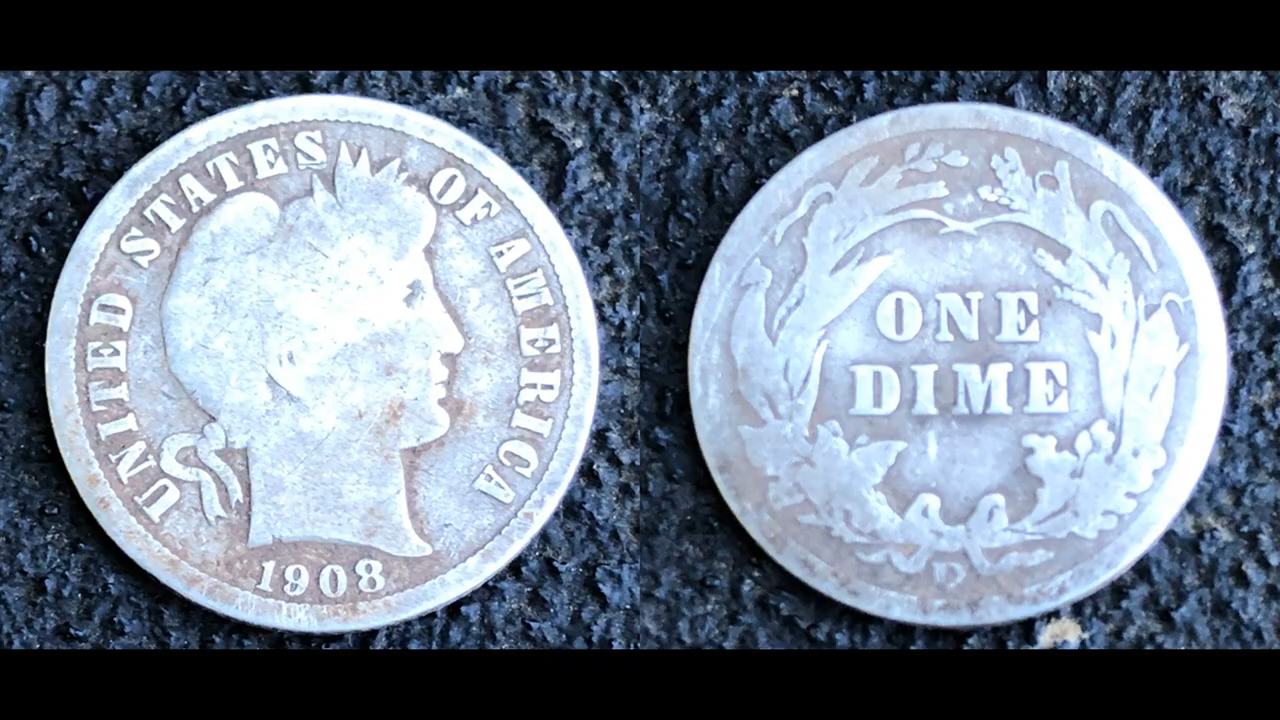 UNITED STATES OF AMERICA
1908
ONE
DIME
D